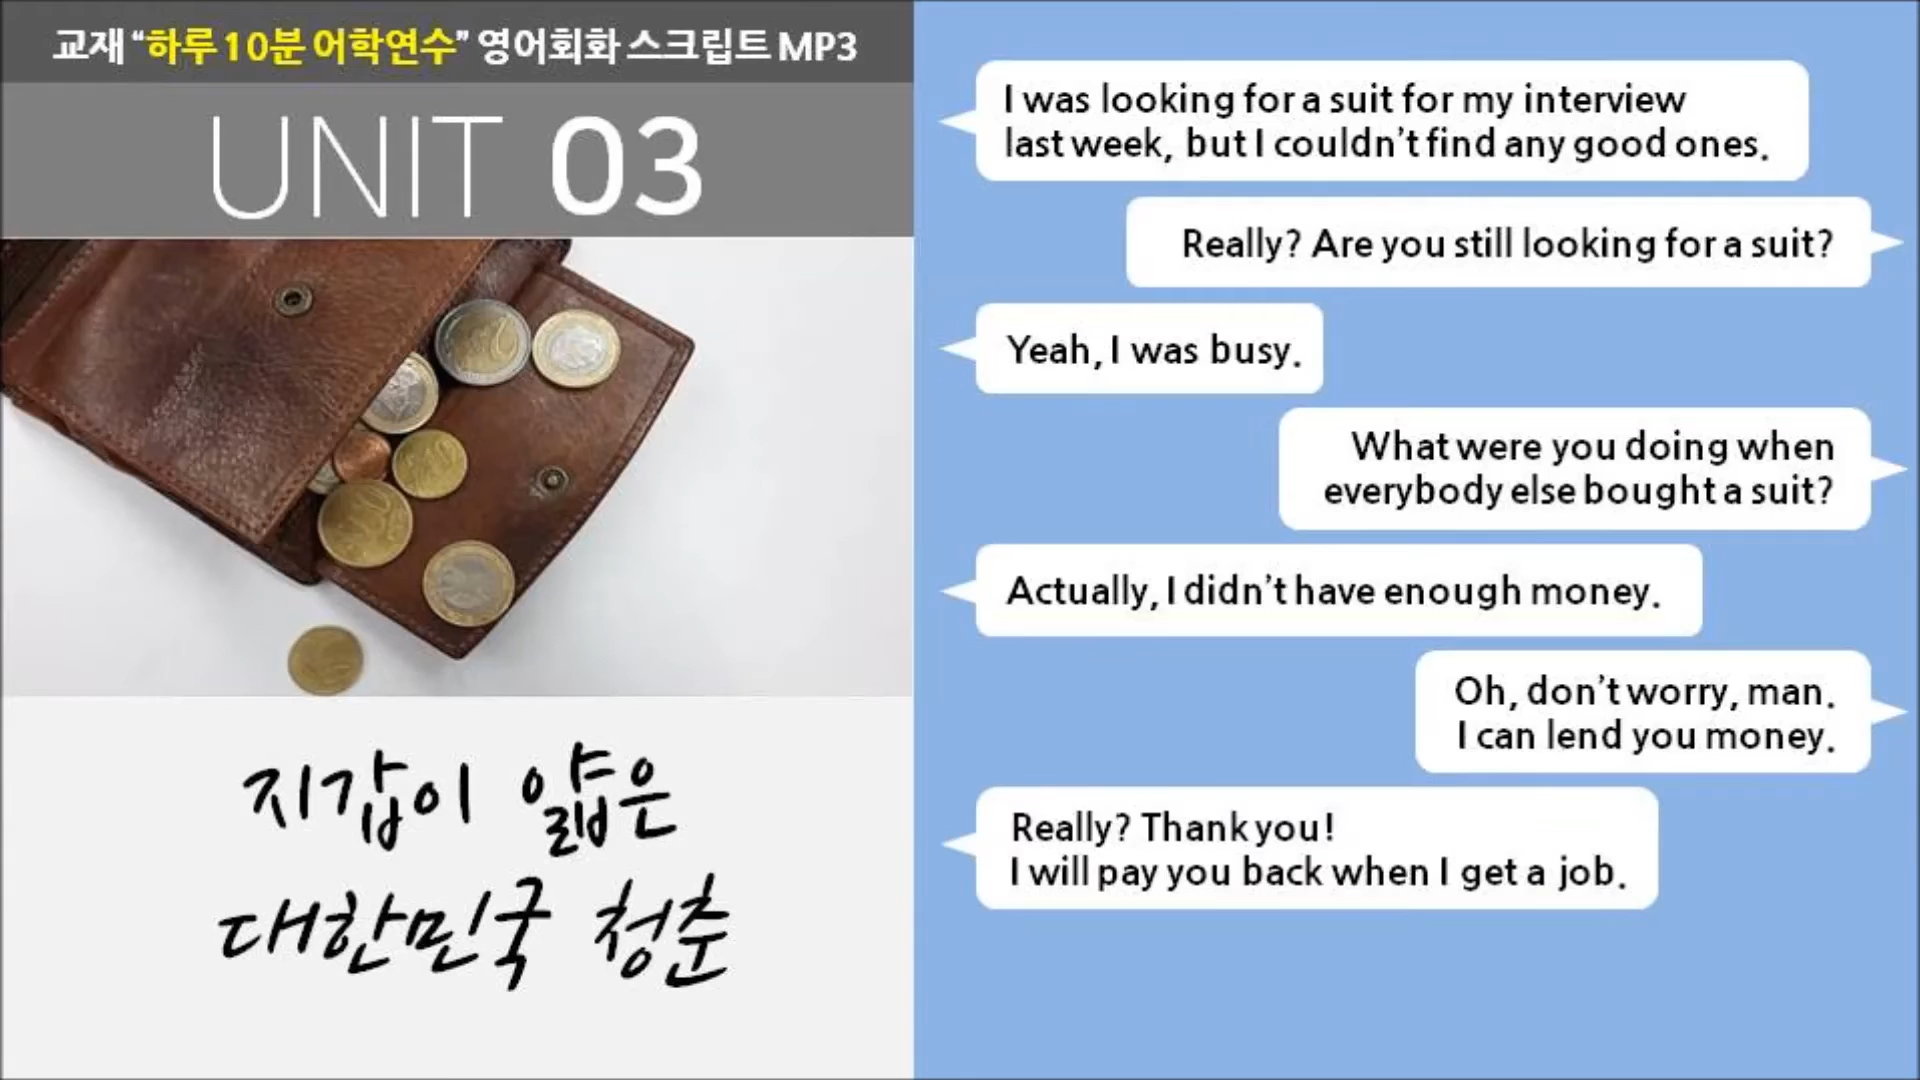 교재 “하루 10분 어학연수” 영어회화 스크립트 MP3
UNIT 03
지갑이 얇은
대한민국 청춘
I was looking for a suit for my interview
last week, but I couldn’t find any good ones.
Really? Are you still looking for a suit?
Yeah, I was busy.
What were you doing when
everybody else bought a suit?
Actually, I didn’t have enough money.
Oh, don’t worry, man.
I can lend you money.
Really? Thank you!
I will pay you back when I get a job.